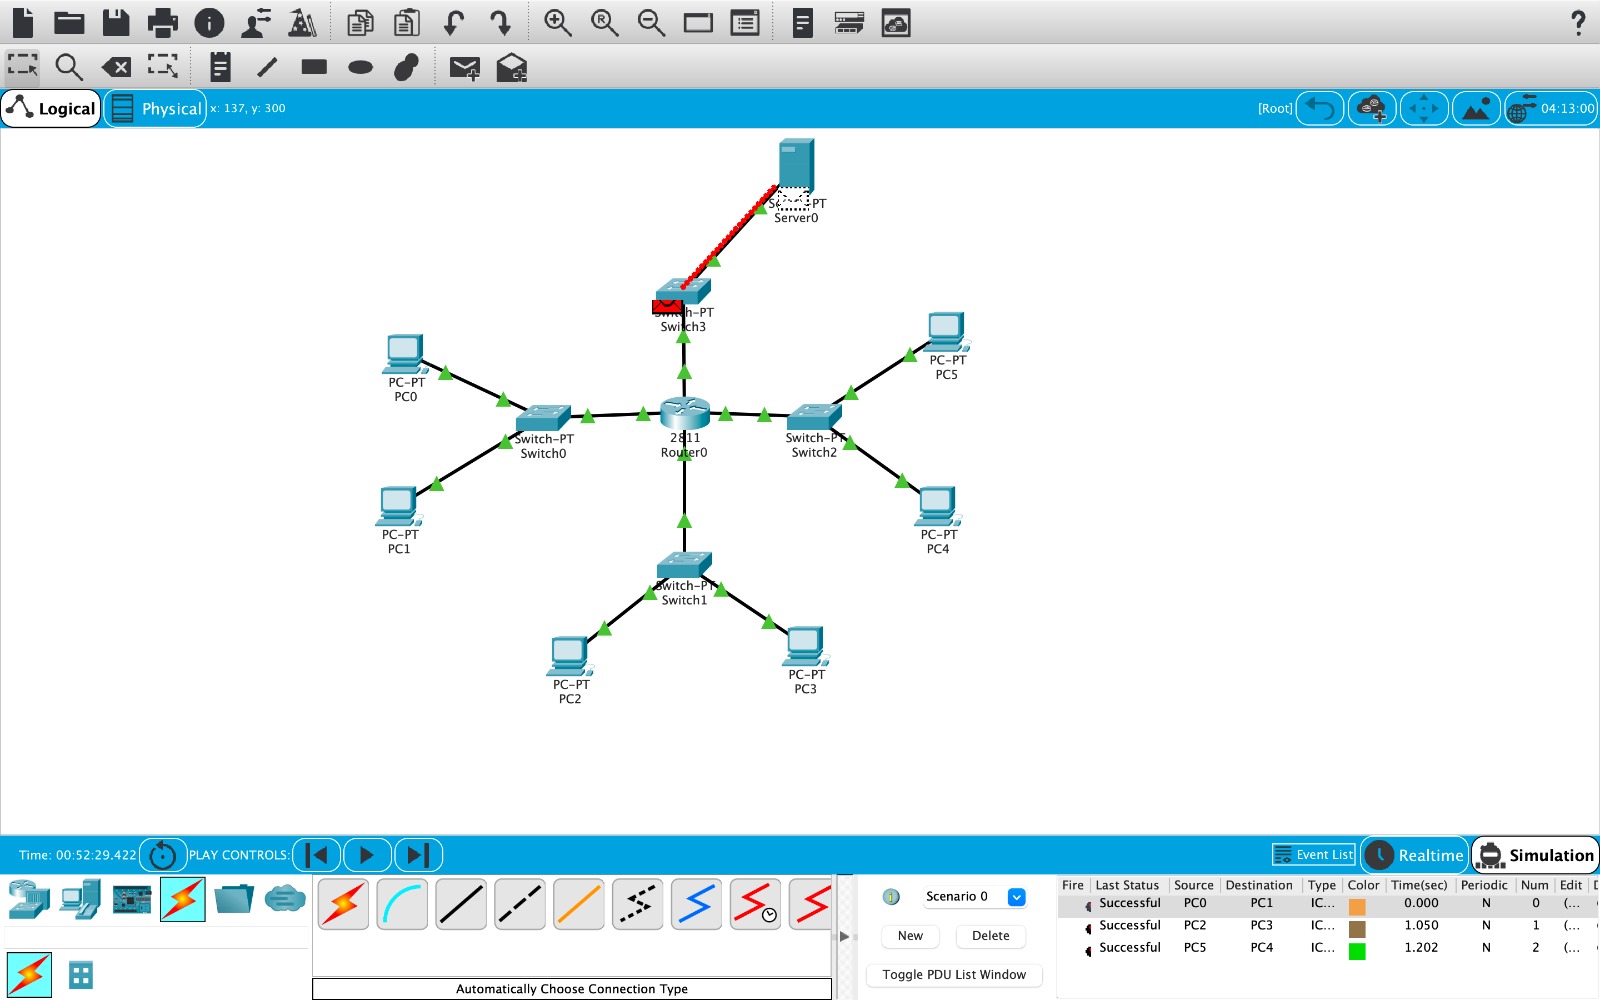 ?
Logical
Physical
x: 137, y: 300
[Root]
04:13:00
PT
Server0
Switch-PT
Switch3
PC-PT
PC0
PC-PT
PC5
Switch-PT
Switch0
2811
Router0
Switch-PT
Switch2
PC-PT
PC1
PC-PT
PC4
Switch-PT
Switch1
PC-PT
PC2
PC-PT
PC3
Time: 00:52:29.422
PLAY CONTROLS:
Event List
Realtime
Simulation
Scenario 0
New
Delete
Toggle PDU List Window
Automatically Choose Connection Type
Fire Last Status Source Destination Type Color Time(sec) Periodic Num Edit
Successful PC0 PC1 IC... 0.000 N 0 (...
Successful PC2 PC3 IC... 1.050 N 1 (...
Successful PC5 PC4 IC... 1.202 N 2 (...